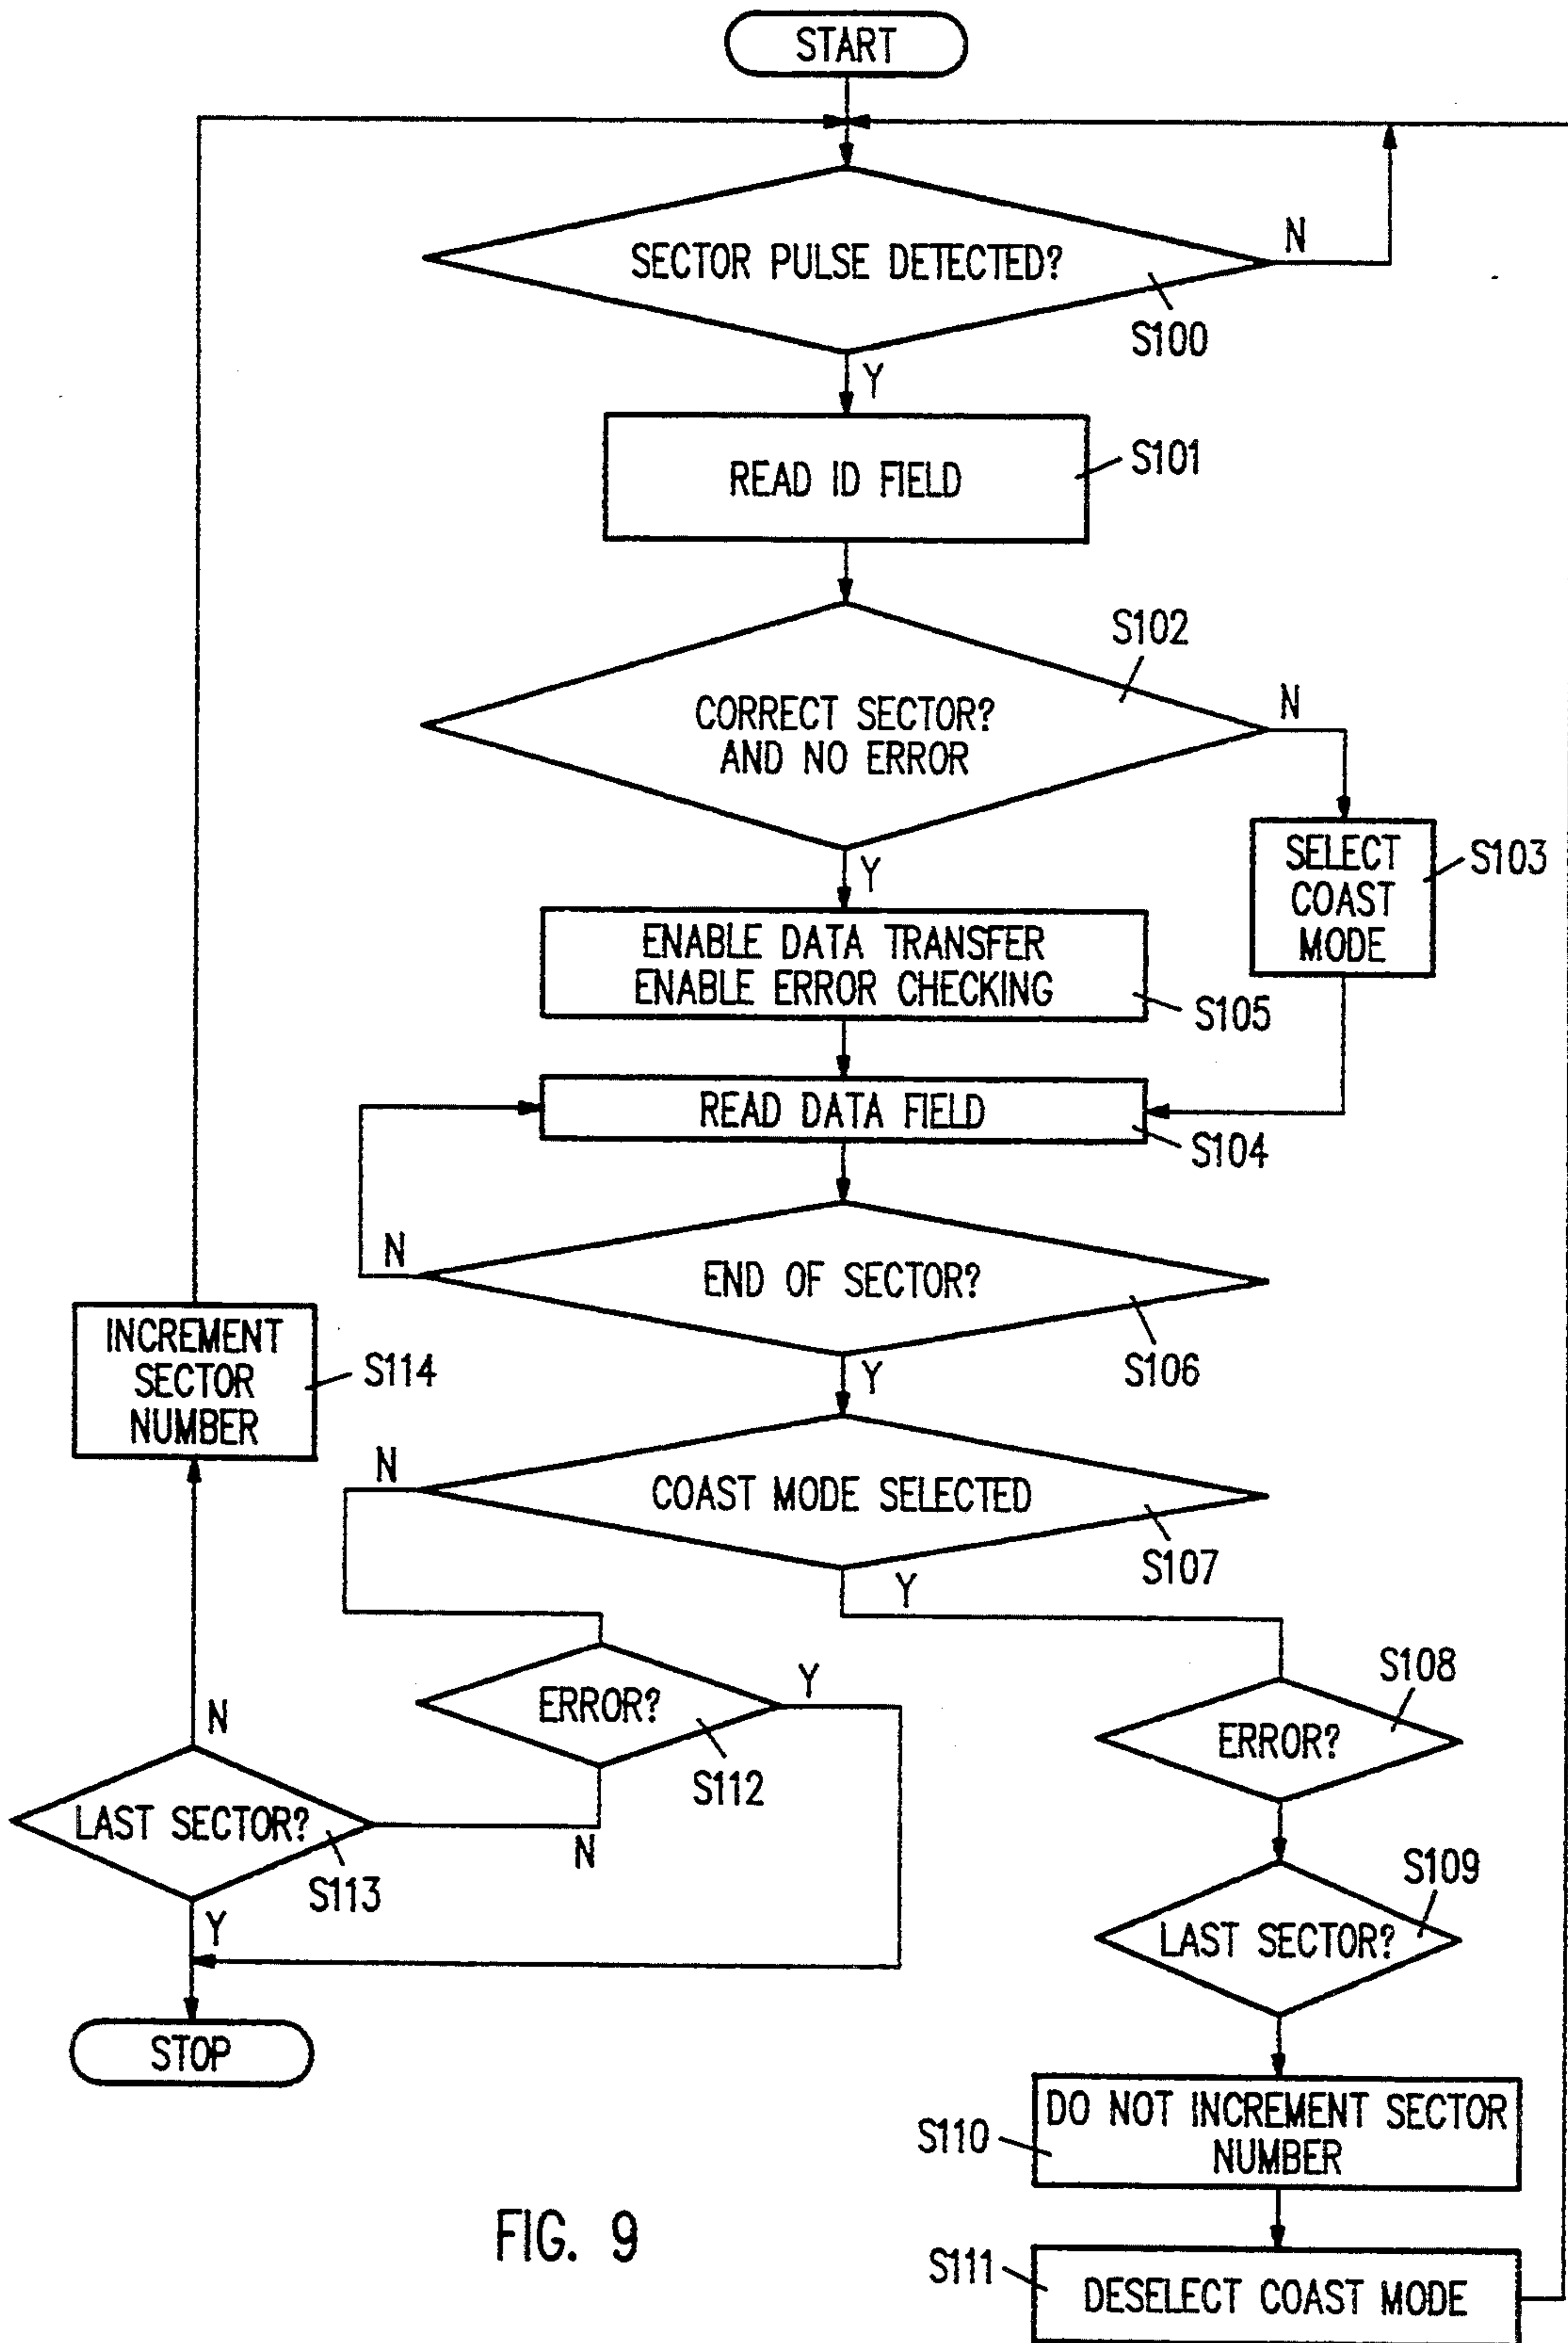 START
SECTOR PULSE DETECTED?
N
S100
Y
READ ID FIELD
S101
S102
CORRECT SECTOR?
AND NO ERROR
N
Y
SELECT
COAST
MODE
S103
ENABLE DATA TRANSFER
ENABLE ERROR CHECKING
S105
READ DATA FIELD
S104
N
END OF SECTOR?
S106
Y
INCREMENT
SECTOR
NUMBER
S114
N
COAST MODE SELECTED
S107
Y
ERROR?
Y
S112
N
S108
ERROR?
N
LAST SECTOR?
S113
Y
S109
LAST SECTOR?
STOP
DO NOT INCREMENT SECTOR
NUMBER
S110
S111
DESELECT COAST MODE
FIG. 9